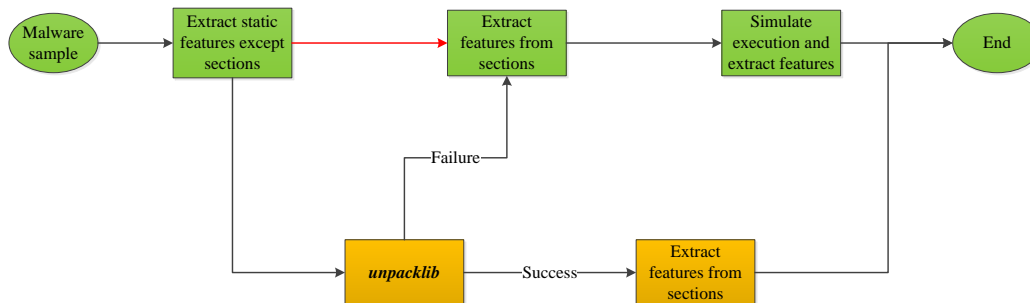 Malware
sample
Extract static
features except
sections
Extract
features from
sections
Simulate
execution and
extract features
End
Failure
unpacklib
Success
Extract
features from
sections